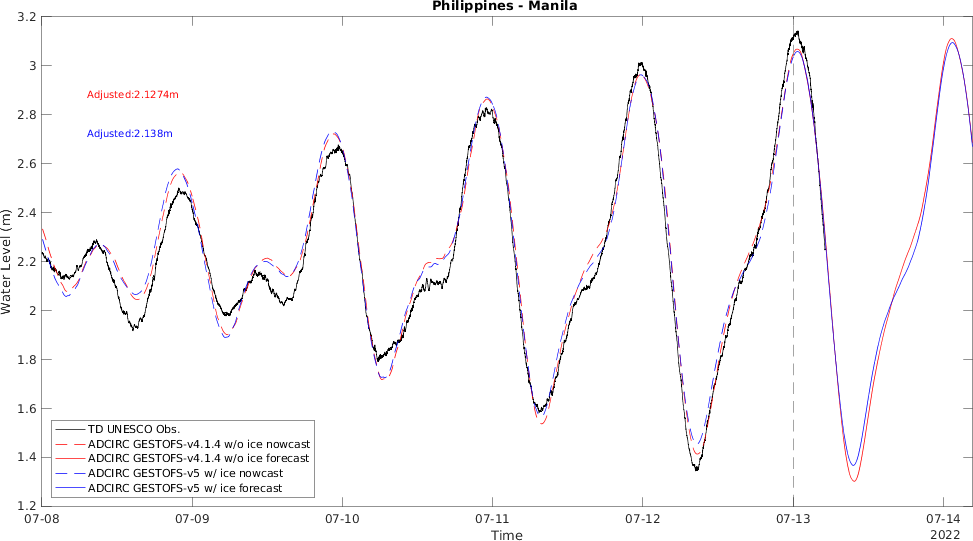 Philippines - Manila
3.2
3
2.8
2.6
2.4
2.2
2
1.8
1.6
1.4
1.2
Water Level (m)
Adjusted:2.1274m
Adjusted:2.138m
TD UNESCO Obs.
ADCIRC GESTOFS-v4.1.4 w/o ice nowcast
ADCIRC GESTOFS-v4.1.4 w/o ice forecast
ADCIRC GESTOFS-v5 w/ ice nowcast
ADCIRC GESTOFS-v5 w/ ice forecast
07-08 07-09 07-10 07-11 07-12 07-13 07-14
Time
2022